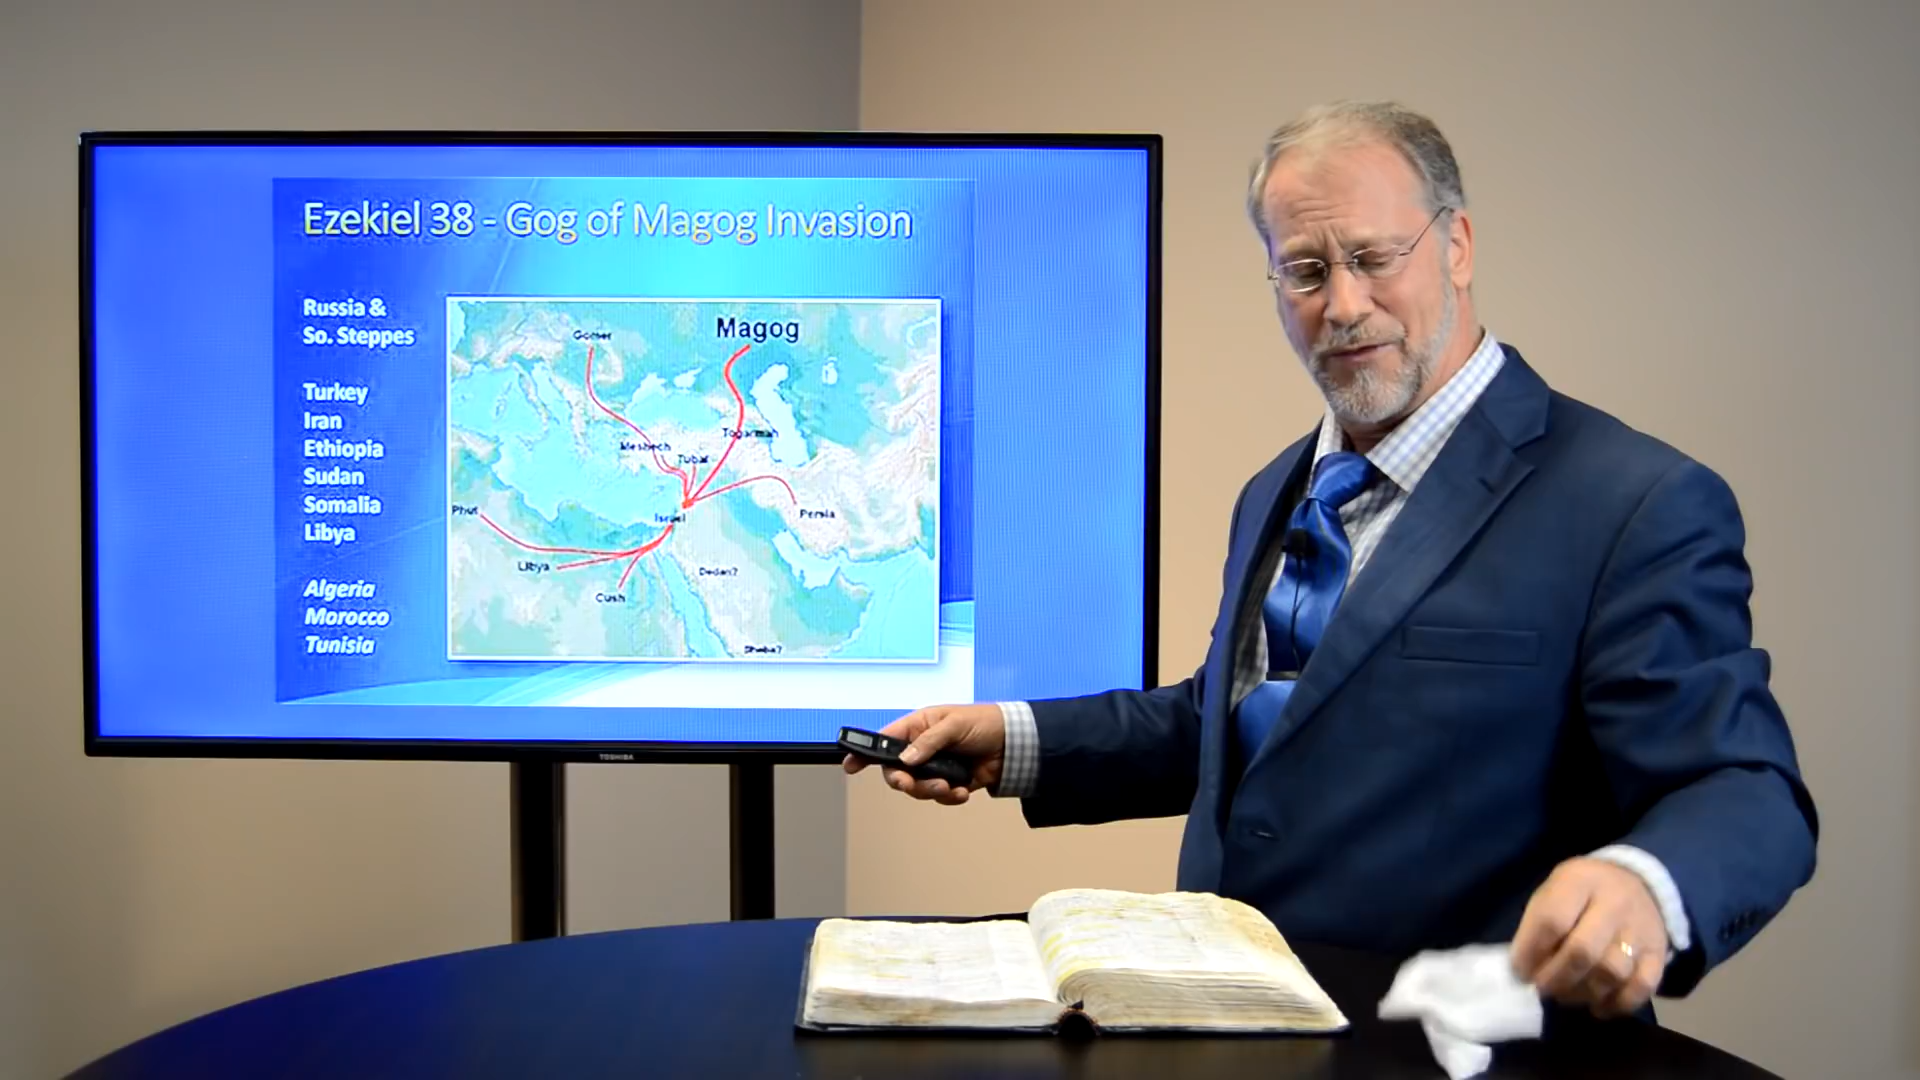 Ezekiel 38 - Gog of Magog Invasion
Russia &
So. Steppes
Turkey
Iran
Ethiopia
Sudan
Somalia
Libya
Algeria
Morocco
Tunisia
Magog
Gomer
Togarmah
Meshech
Tubal
Phut
Israel
Persia
Libya
Dedan?
Cush
Sheba?
TOSHIBA